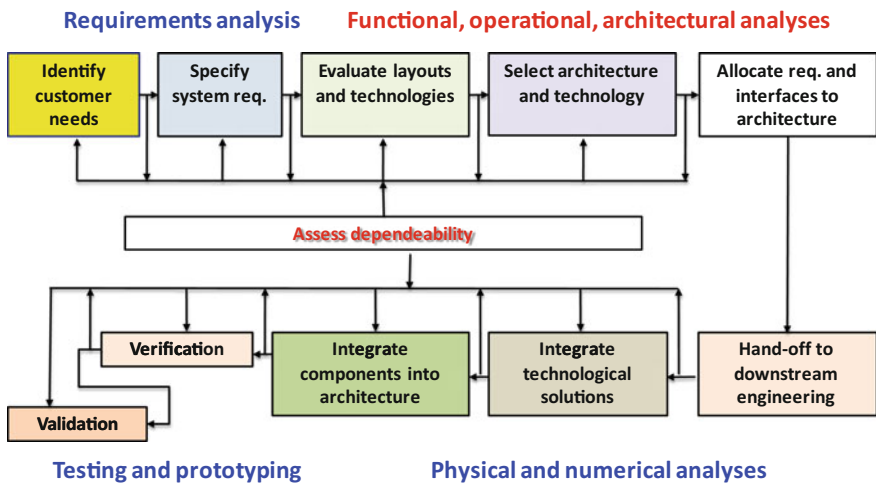 Requirements analysis
Functional, operational, architectural analyses
Identify
customer
needs
Specify
system req.
Evaluate layouts
and technologies
Select architecture
and technology
Allocate req. and
interfaces to
architecture
Assess dependeability
Verification
Integrate
components into
architecture
Integrate
technological
solutions
Hand-off to
downstream
engineering
Validation
Testing and prototyping
Physical and numerical analyses